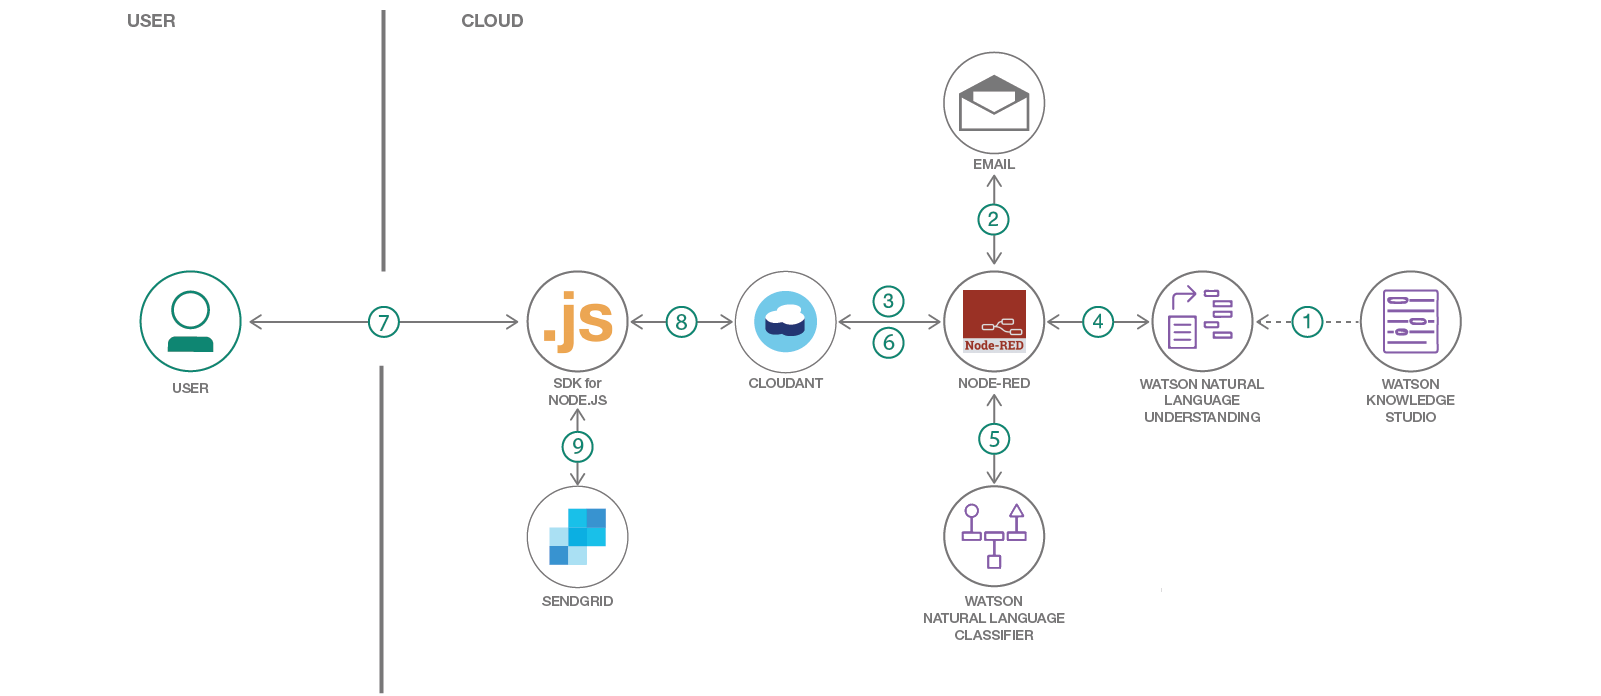 USER
CLOUD
EMAIL
2
7
.js
8
3
6
Node-RED
4
1
USER
SDK for
NODE.JS
CLOUDANT
NODE-RED
WATSON NATURAL
LANGUAGE
UNDERSTANDING
WATSON
KNOWLEDGE
STUDIO
9
5
SENDGRID
WATSON
NATURAL LANGUAGE
CLASSIFIER